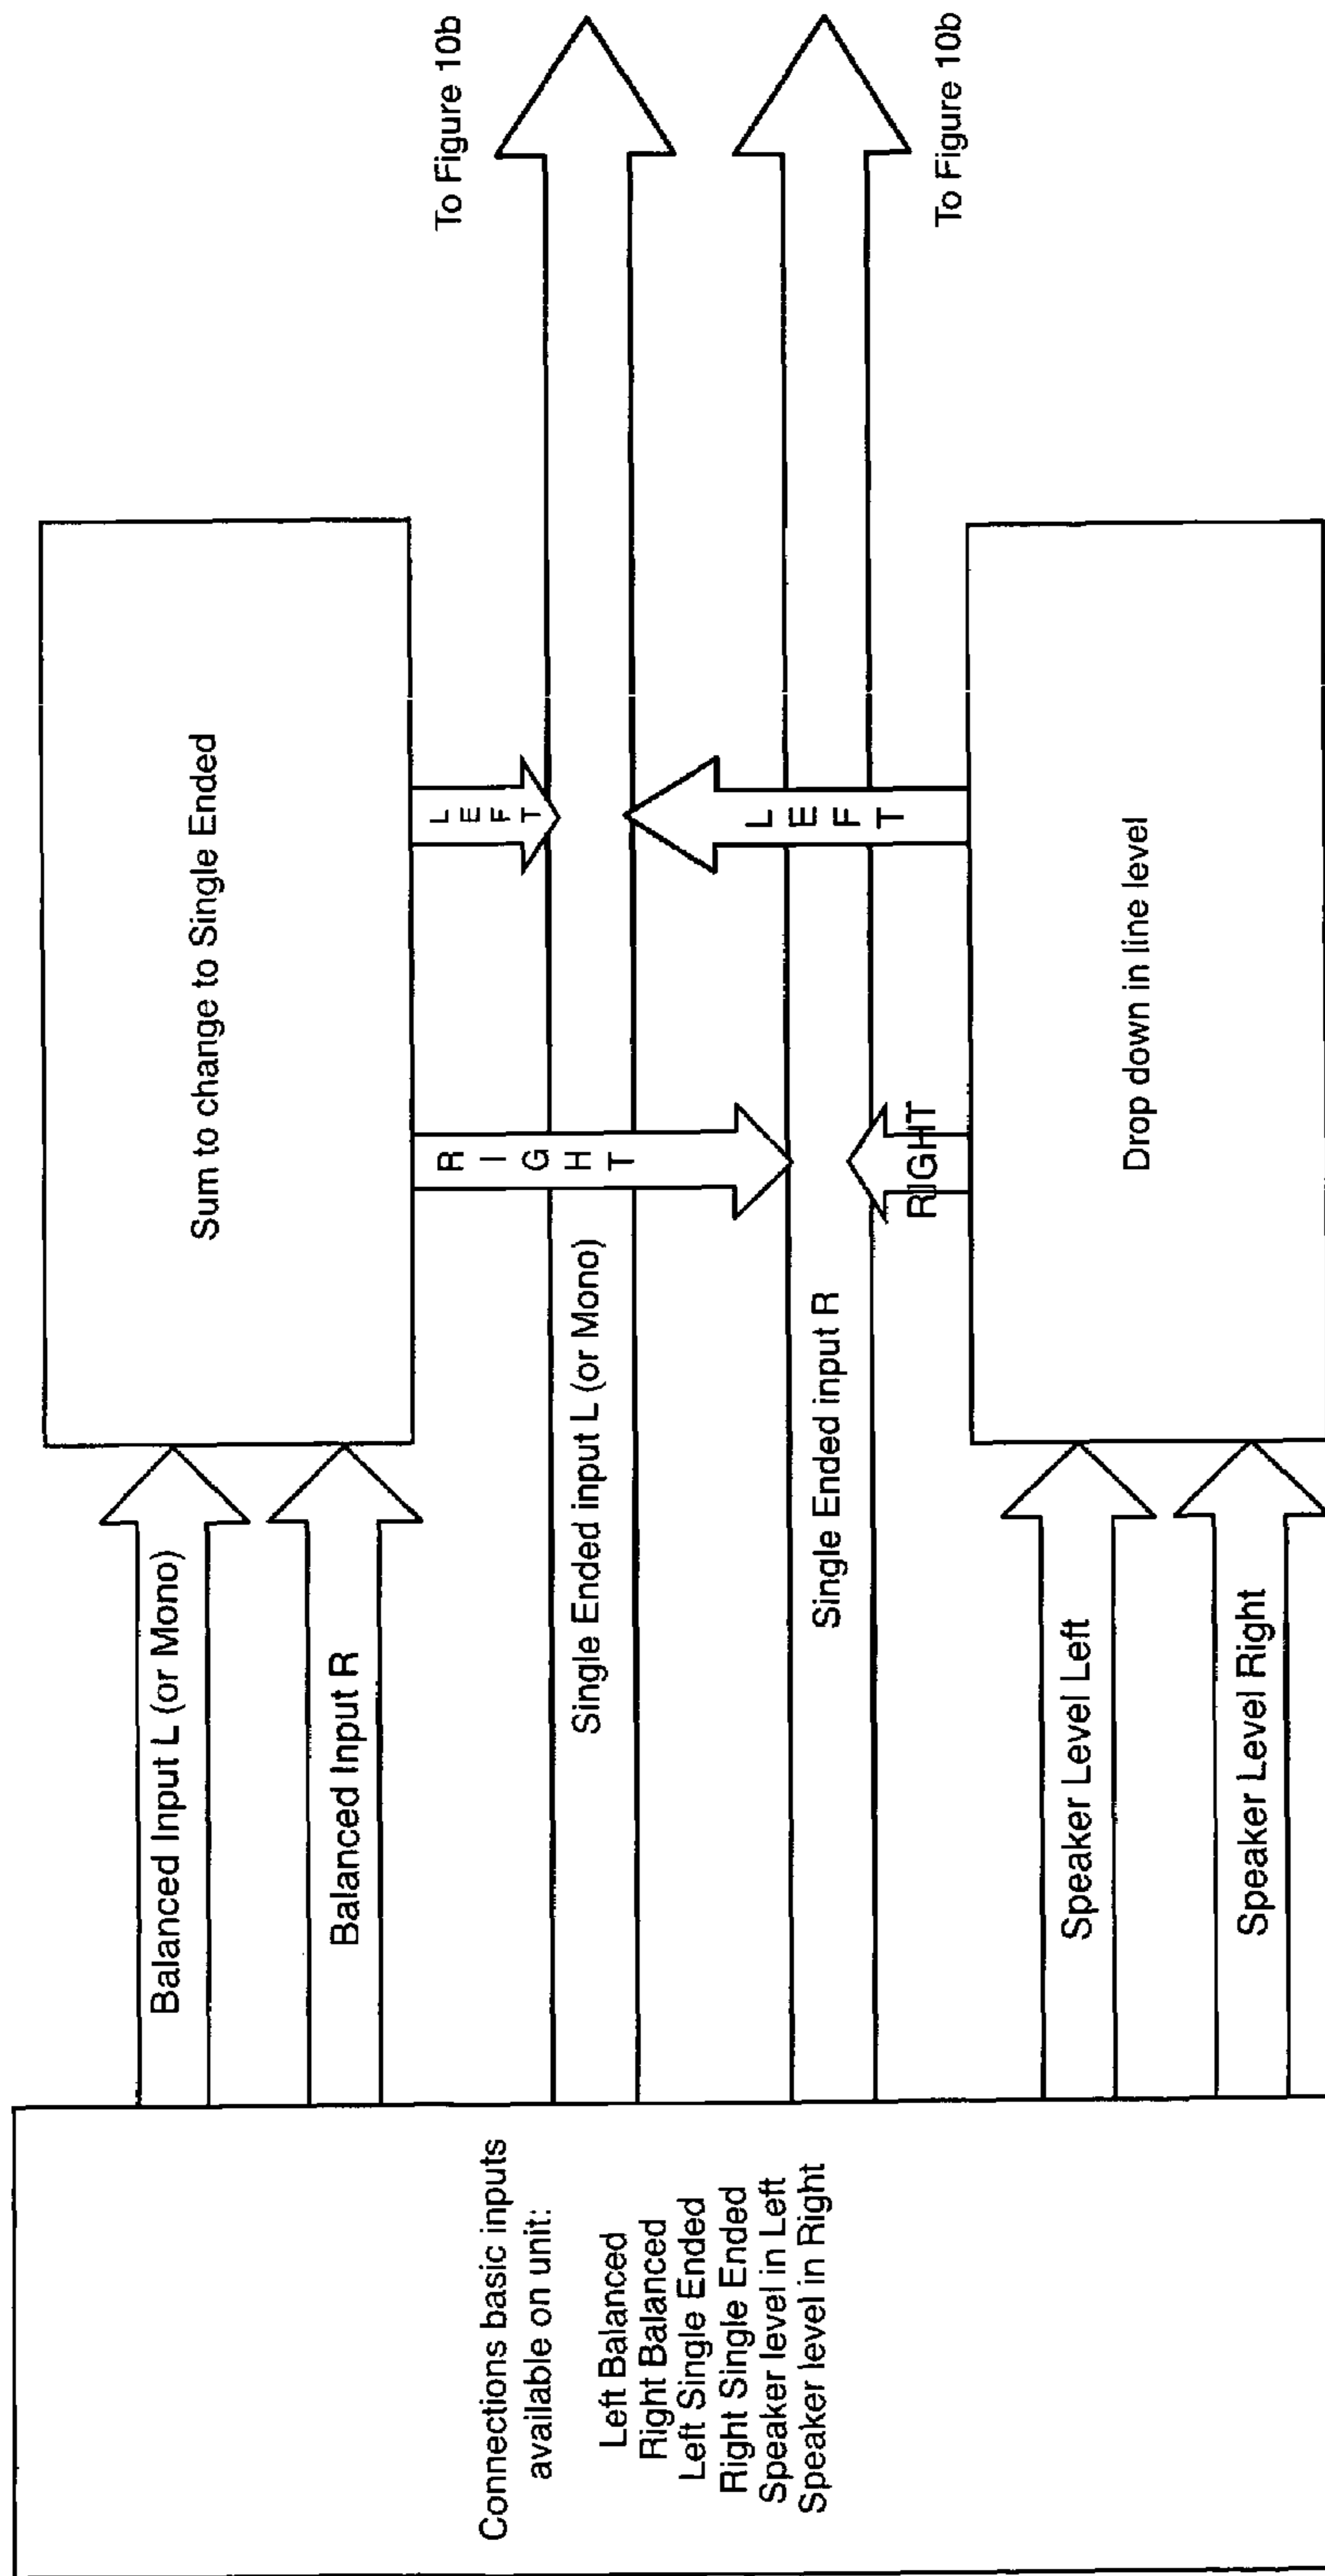 Connections basic inputs
available on unit:
Left Balanced
Right Balanced
Left Single Ended
Right Single Ended
Speaker level in Left
Speaker level in Right
Balanced Input L (or Mono)
Balanced Input R
Single Ended input L (or Mono)
Single Ended input R
Speaker Level Left
Speaker Level Right
Sum to change to Single Ended
RIGHT
LEFT
RIGHT
LEFT
Drop down in line level
To Figure 10b
To Figure 10b